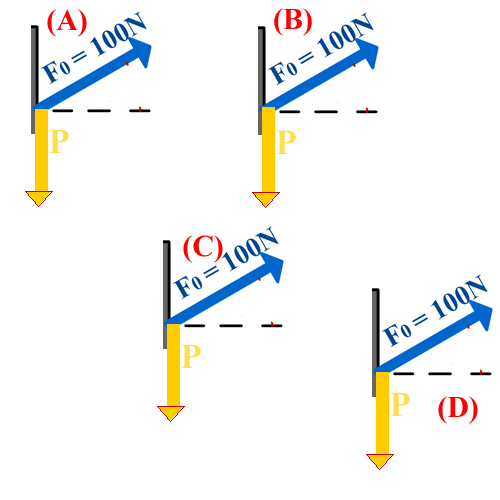 (A)
F₀ = 100N
P
(B)
F₀ = 100N
P
(C)
F₀ = 100N
P
F₀ = 100N
P
(D)